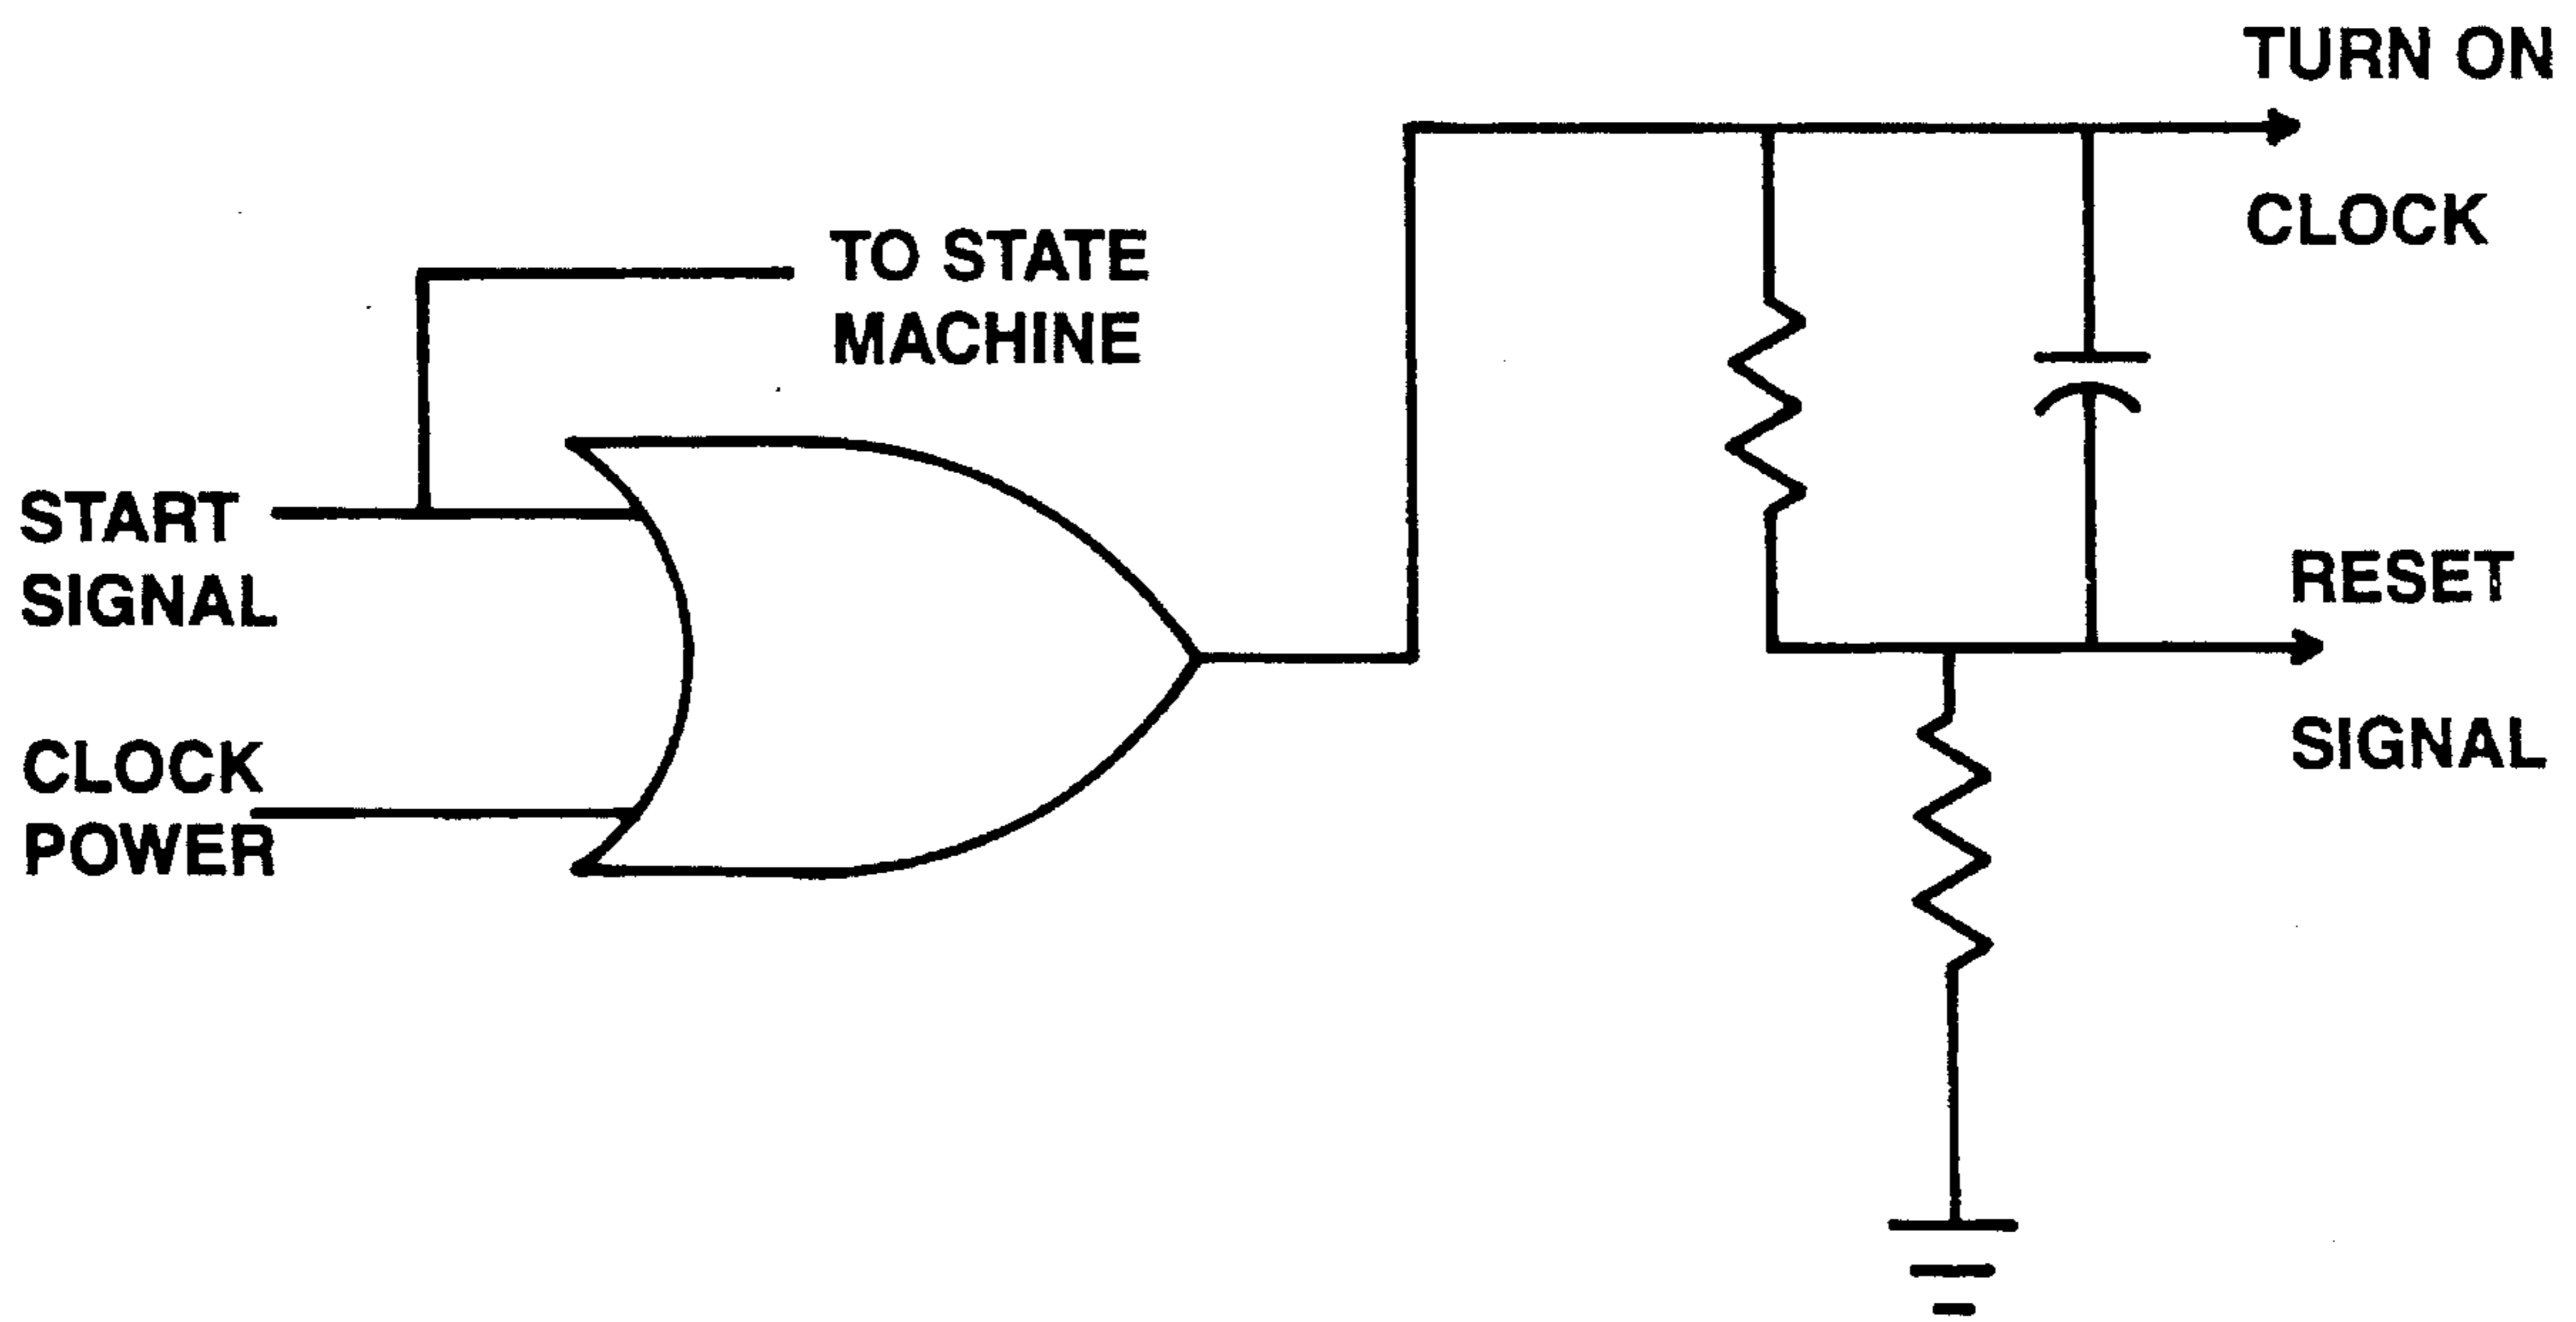 TURN ON
CLOCK
TO STATE
MACHINE
START
SIGNAL
CLOCK
POWER
RESET
SIGNAL